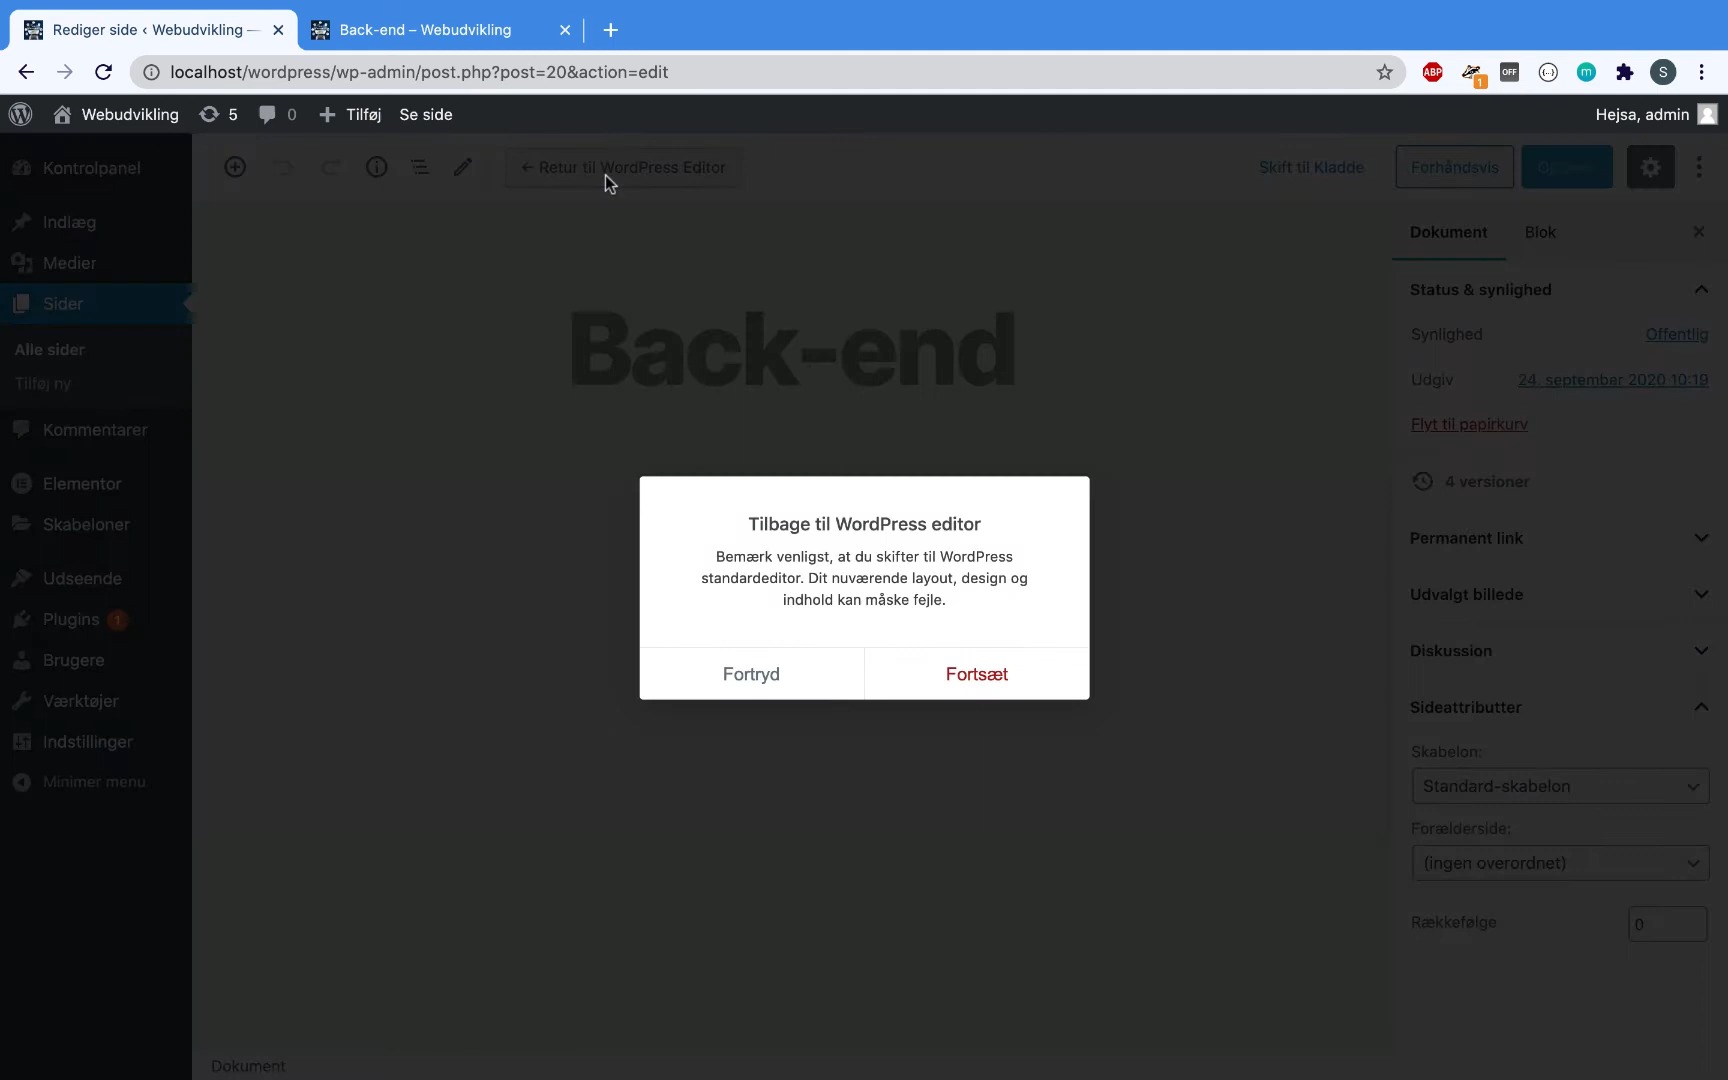 Rediger side ‹ Webudvikling —
Back-end – Webudvikling
localhost/wordpress/wp-admin/post.php?post=20&action=edit
ABP
1
OFF
{··}
m
S
Webudvikling
5
0
Tilføj
Se side
Hejsa, admin
Kontrolpanel
Indlæg
Medier
Sider
Alle sider
Tilføj ny
Kommentarer
Elementor
Skabeloner
Udseende
Plugins 1
Brugere
Værktøjer
Indstillinger
Minimer menu
← Retur til WordPress Editor
Skift til Kladde
Forhåndsvis
Back-end
Tilbage til WordPress editor
Bemærk venligst, at du skifter til WordPress
standardeditor. Dit nuværende layout, design og
indhold kan måske fejle.
Fortryd
Fortsæt
Dokument
Blok
Status & synlighed
Synlighed
Offentlig
Udgiv
24. september 2020 10:19
Flyt til papirkurv
4 versioner
Permanent link
Udvalgt billede
Diskussion
Sideattributter
Skabelon:
Standard-skabelon
Forælderside:
(ingen overordnet)
Rækkefølge
0
Dokument